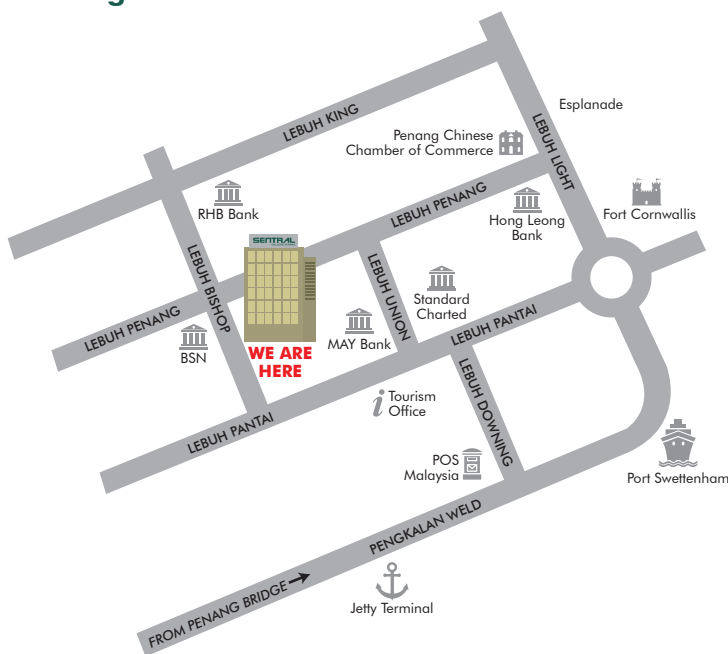 g
Esplanade
LEBUH KING
LEBUH LIGHT
Penang Chinese
Chamber of Commerce
RHB Bank
LEBUH PENANG
Hong Leong
Bank
Fort Cornwallis
SENTRAL
LEBUH BISHOP
LEBUH UNION
Standard
Charted
LEBUH PENANG
BSN
MAY Bank
LEBUH PANTAI
WE ARE
HERE
LEBUH DOWNING
Tourism
Office
LEBUH PANTAI
POS
Malaysia
Port Swettenham
PENGKALAN WELD
Jetty Terminal
FROM PENANG BRIDGE →